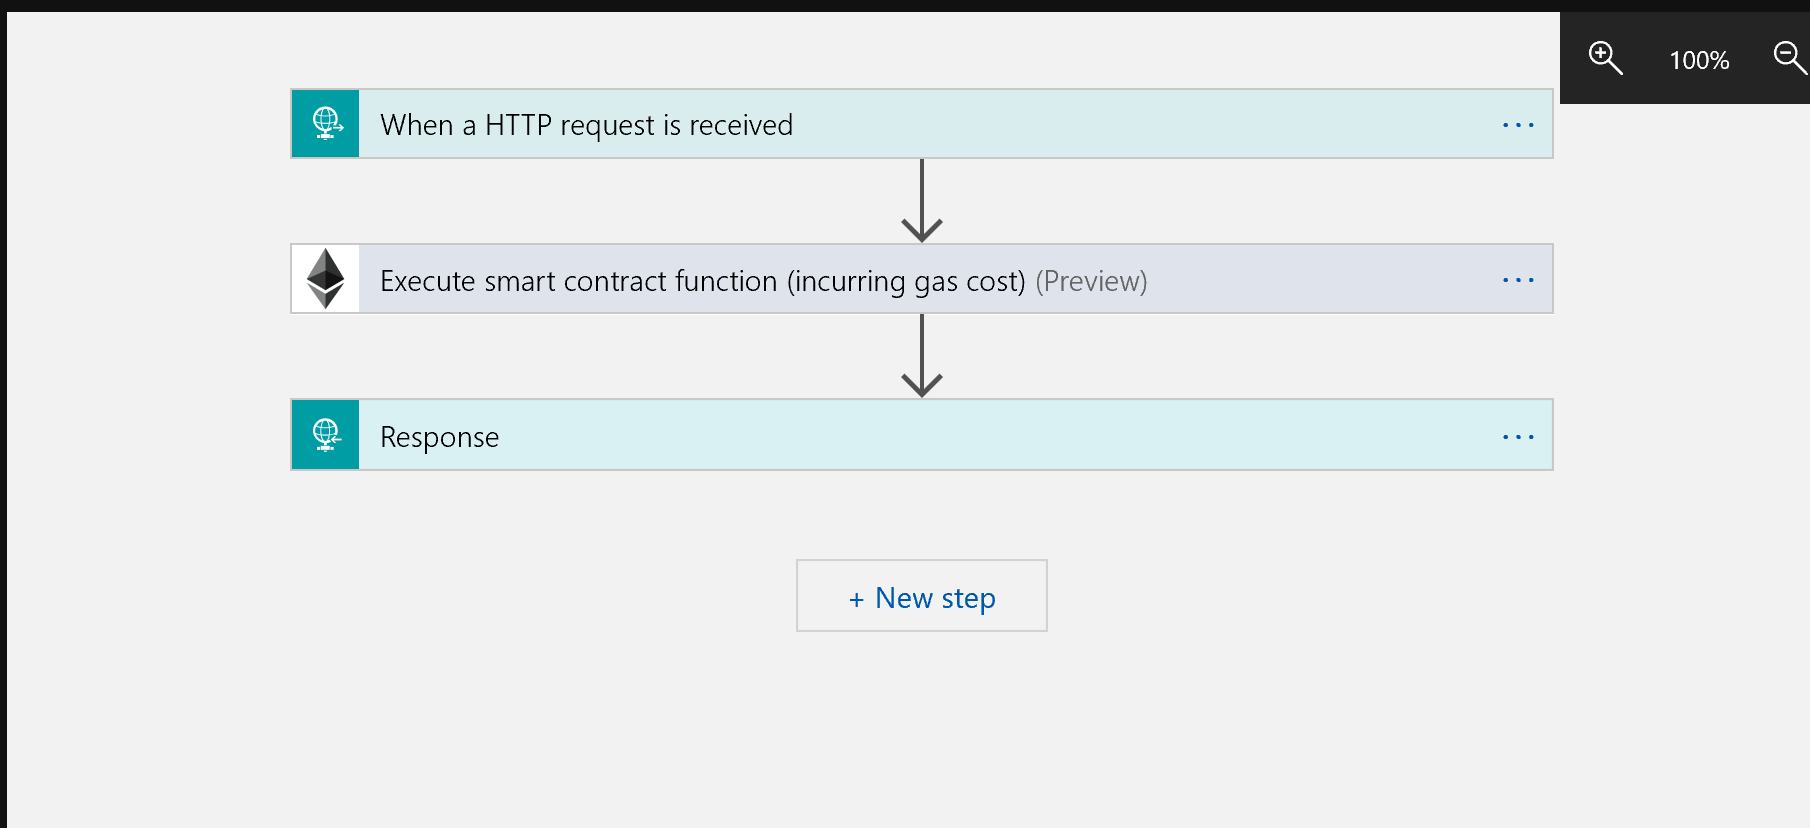 100%
When a HTTP request is received
...
Execute smart contract function (incurring gas cost) (Preview)
...
Response
...
+ New step